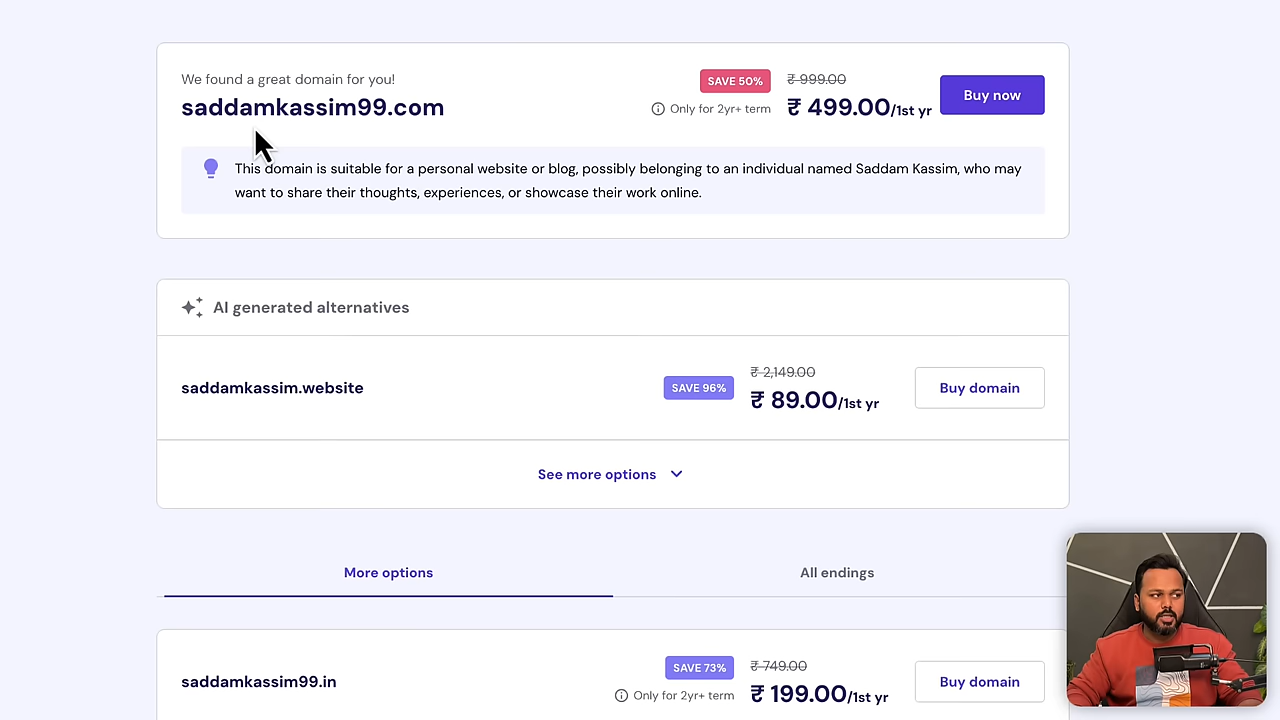 We found a great domain for you!
saddamkassim99.com
SAVE 50%
₹ 999.00
Only for 2yr+ term
₹ 499.00/1st yr
Buy now
This domain is suitable for a personal website or blog, possibly belonging to an individual named Saddam Kassim, who may
want to share their thoughts, experiences, or showcase their work online.
AI generated alternatives
saddamkassim.website
SAVE 96%
₹ 2,149.00
₹ 89.00/1st yr
Buy domain
See more options
More options
All endings
saddamkassim99.in
SAVE 73%
₹ 749.00
Only for 2yr+ term
₹ 199.00/1st yr
Buy domain